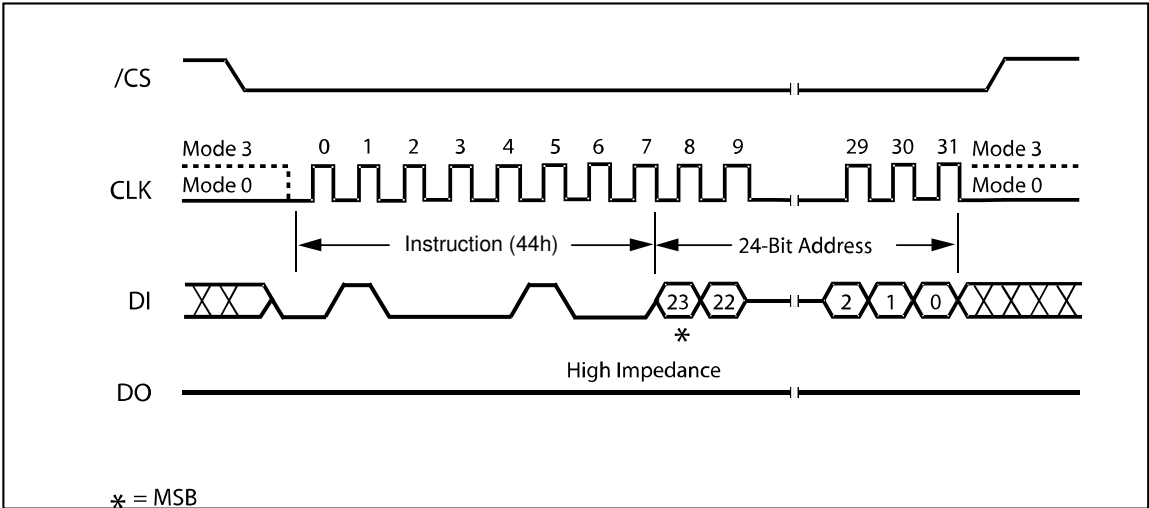 /CS
Mode 3 0 1 2 3 4 5 6 7 8 9 29 30 31 Mode 3
CLK Mode 0 Mode 0
Instruction (44h) 24-Bit Address
DI 23 22 2 1 0
*
High Impedance
DO
* = MSB